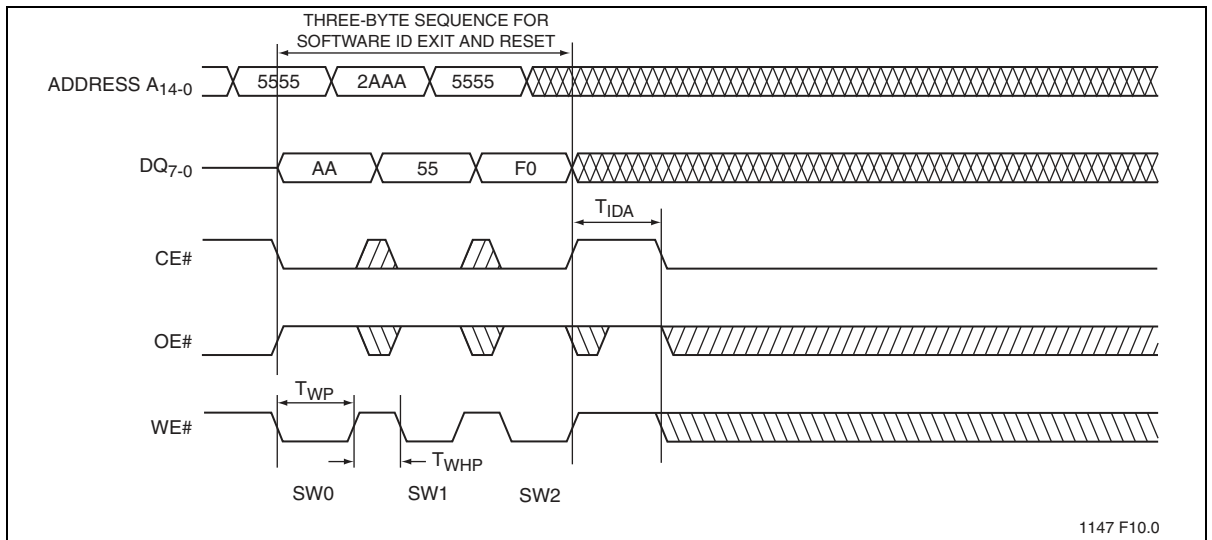 THREE-BYTE SEQUENCE FOR
SOFTWARE ID EXIT AND RESET
ADDRESS A14-0
5555
2AAA
5555
DQ7-0
AA
55
F0
TIDA
CE#
OE#
TWP
WE#
TWHP
SW0
SW1
SW2
1147 F10.0